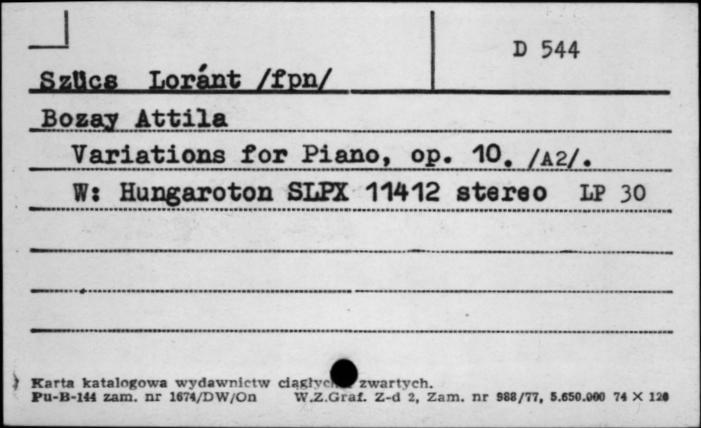 D 544
Szücs Loránt /fpn/
Bozay Attila
Variations for Piano, op. 10. /A2/.
W: Hungaroton SLPX 11412 stereo LP 30
Karta katalogowa wydawnictw zwartych.
Pu-B-144 zam. nr 1674/DW/On W.Z.Graf. Z-d 2, Zam. nr 988/77, 5.650.000 74 X 120